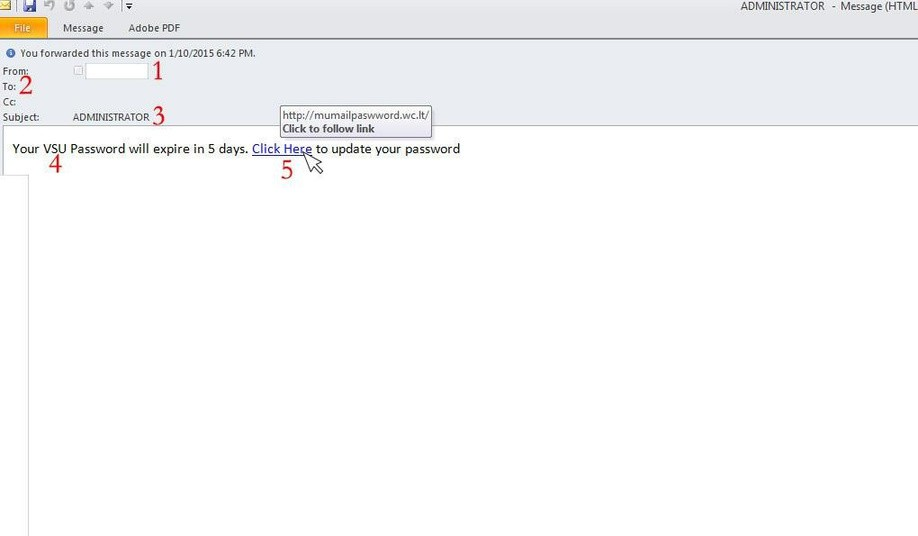 ADMINISTRATOR - Message (HTML
File Message Adobe PDF
You forwarded this message on 1/10/2015 6:42 PM.
From: 1
To: 2
Cc:
Subject: ADMINISTRATOR 3
http://mumailpaswword.wc.lt/
Click to follow link
Your VSU Password will expire in 5 days. Click Here to update your password
4 5